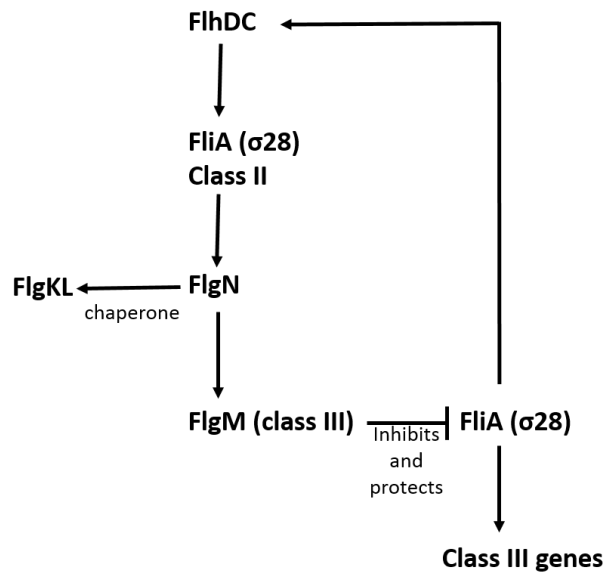 FlhDC
FliA (σ28)
Class II
FlgKL
chaperone
FlgN
FlgM (class III)
Inhibits
and
protects
FliA (σ28)
Class III genes